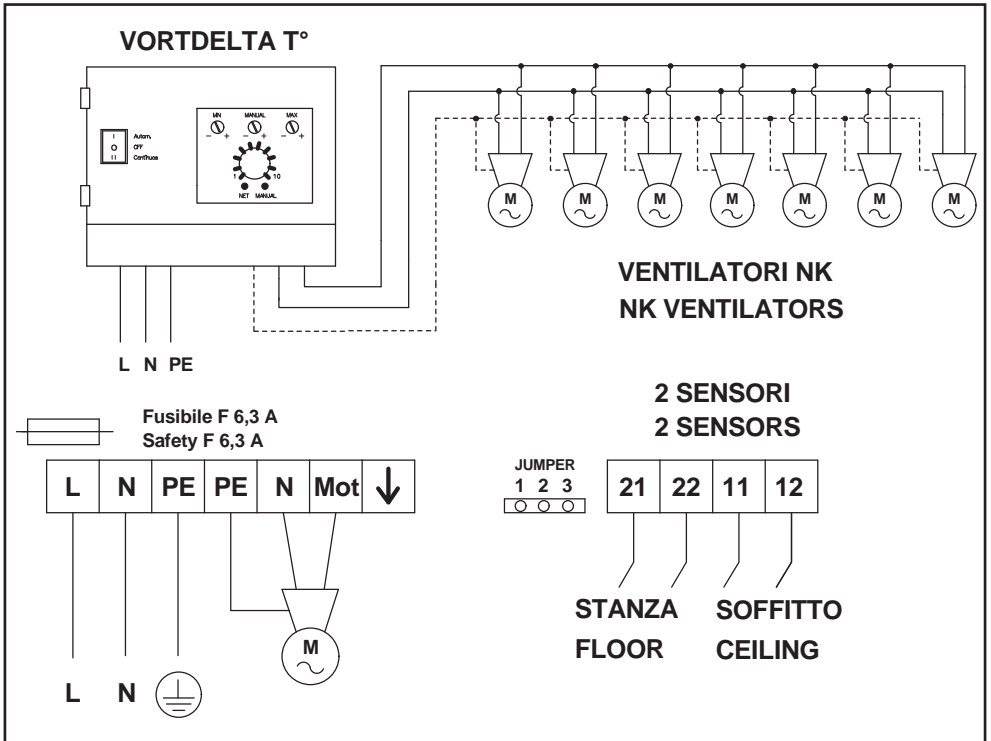 VORTDELTA T°
MIN MANUAL MAX
- + - + - +
I Autom.
O OFF
II Continuos
1 10
NET MANUAL
M M M M M M M
VENTILATORI NK
NK VENTILATORS
L N PE
2 SENSORI
2 SENSORS
Fusibile F 6,3 A
Safety F 6,3 A
JUMPER
1 2 3
L N PE PE N Mot ↓
21 22 11 12
STANZA SOFFITTO
FLOOR CEILING
M
L N